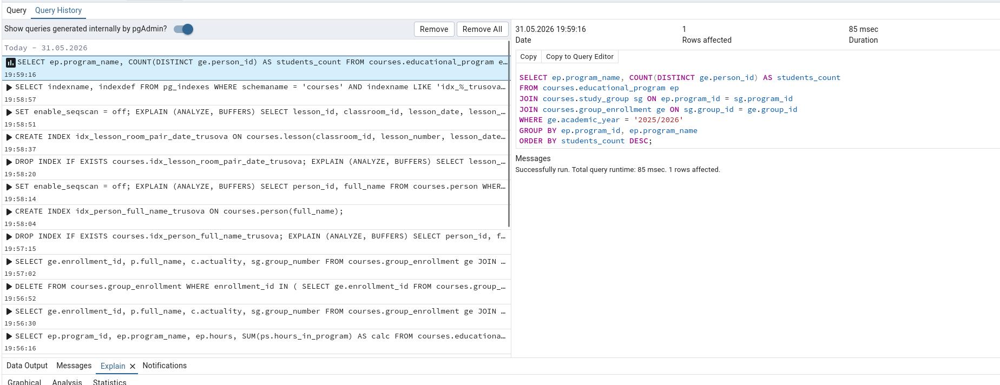 Query Query History
Show queries generated internally by pgAdmin? Remove Remove All
Today - 31.05.2026
SELECT ep.program_name, COUNT(DISTINCT ge.person_id) AS students_count FROM courses.educational_program e…
19:59:16
SELECT indexname, indexdef FROM pg_indexes WHERE schemaname = 'courses' AND indexname LIKE 'idx_%_trusova…
19:58:57
SET enable_seqscan = off; EXPLAIN (ANALYZE, BUFFERS) SELECT lesson_id, classroom_id, lesson_date, lesson_…
19:58:51
CREATE INDEX idx_lesson_room_pair_date_trusova ON courses.lesson(classroom_id, lesson_number, lesson_date…
19:58:37
DROP INDEX IF EXISTS courses.idx_lesson_room_pair_date_trusova; EXPLAIN (ANALYZE, BUFFERS) SELECT lesson_…
19:58:20
SET enable_seqscan = off; EXPLAIN (ANALYZE, BUFFERS) SELECT person_id, full_name FROM courses.person WHER…
19:58:14
CREATE INDEX idx_person_full_name_trusova ON courses.person(full_name);
19:58:04
DROP INDEX IF EXISTS courses.idx_person_full_name_trusova; EXPLAIN (ANALYZE, BUFFERS) SELECT person_id, f…
19:57:15
SELECT ge.enrollment_id, p.full_name, c.actuality, sg.group_number FROM courses.group_enrollment ge JOIN …
19:57:02
DELETE FROM courses.group_enrollment WHERE enrollment_id IN ( SELECT ge.enrollment_id FROM courses.group_…
19:56:52
SELECT ge.enrollment_id, p.full_name, c.actuality, sg.group_number FROM courses.group_enrollment ge JOIN …
19:56:30
SELECT ep.program_id, ep.program_name, ep.hours, SUM(ps.hours_in_program) AS calc FROM courses.educationa…
19:56:16
31.05.2026 19:59:16 1 85 msec
Date Rows affected Duration
Copy Copy to Query Editor
SELECT ep.program_name, COUNT(DISTINCT ge.person_id) AS students_count
FROM courses.educational_program ep
JOIN courses.study_group sg ON ep.program_id = sg.program_id
JOIN courses.group_enrollment ge ON sg.group_id = ge.group_id
WHERE ge.academic_year = '2025/2026'
GROUP BY ep.program_id, ep.program_name
ORDER BY students_count DESC;
Messages
Successfully run. Total query runtime: 85 msec. 1 rows affected.
Data Output Messages Explain Notifications
Graphical Analysis Statistics